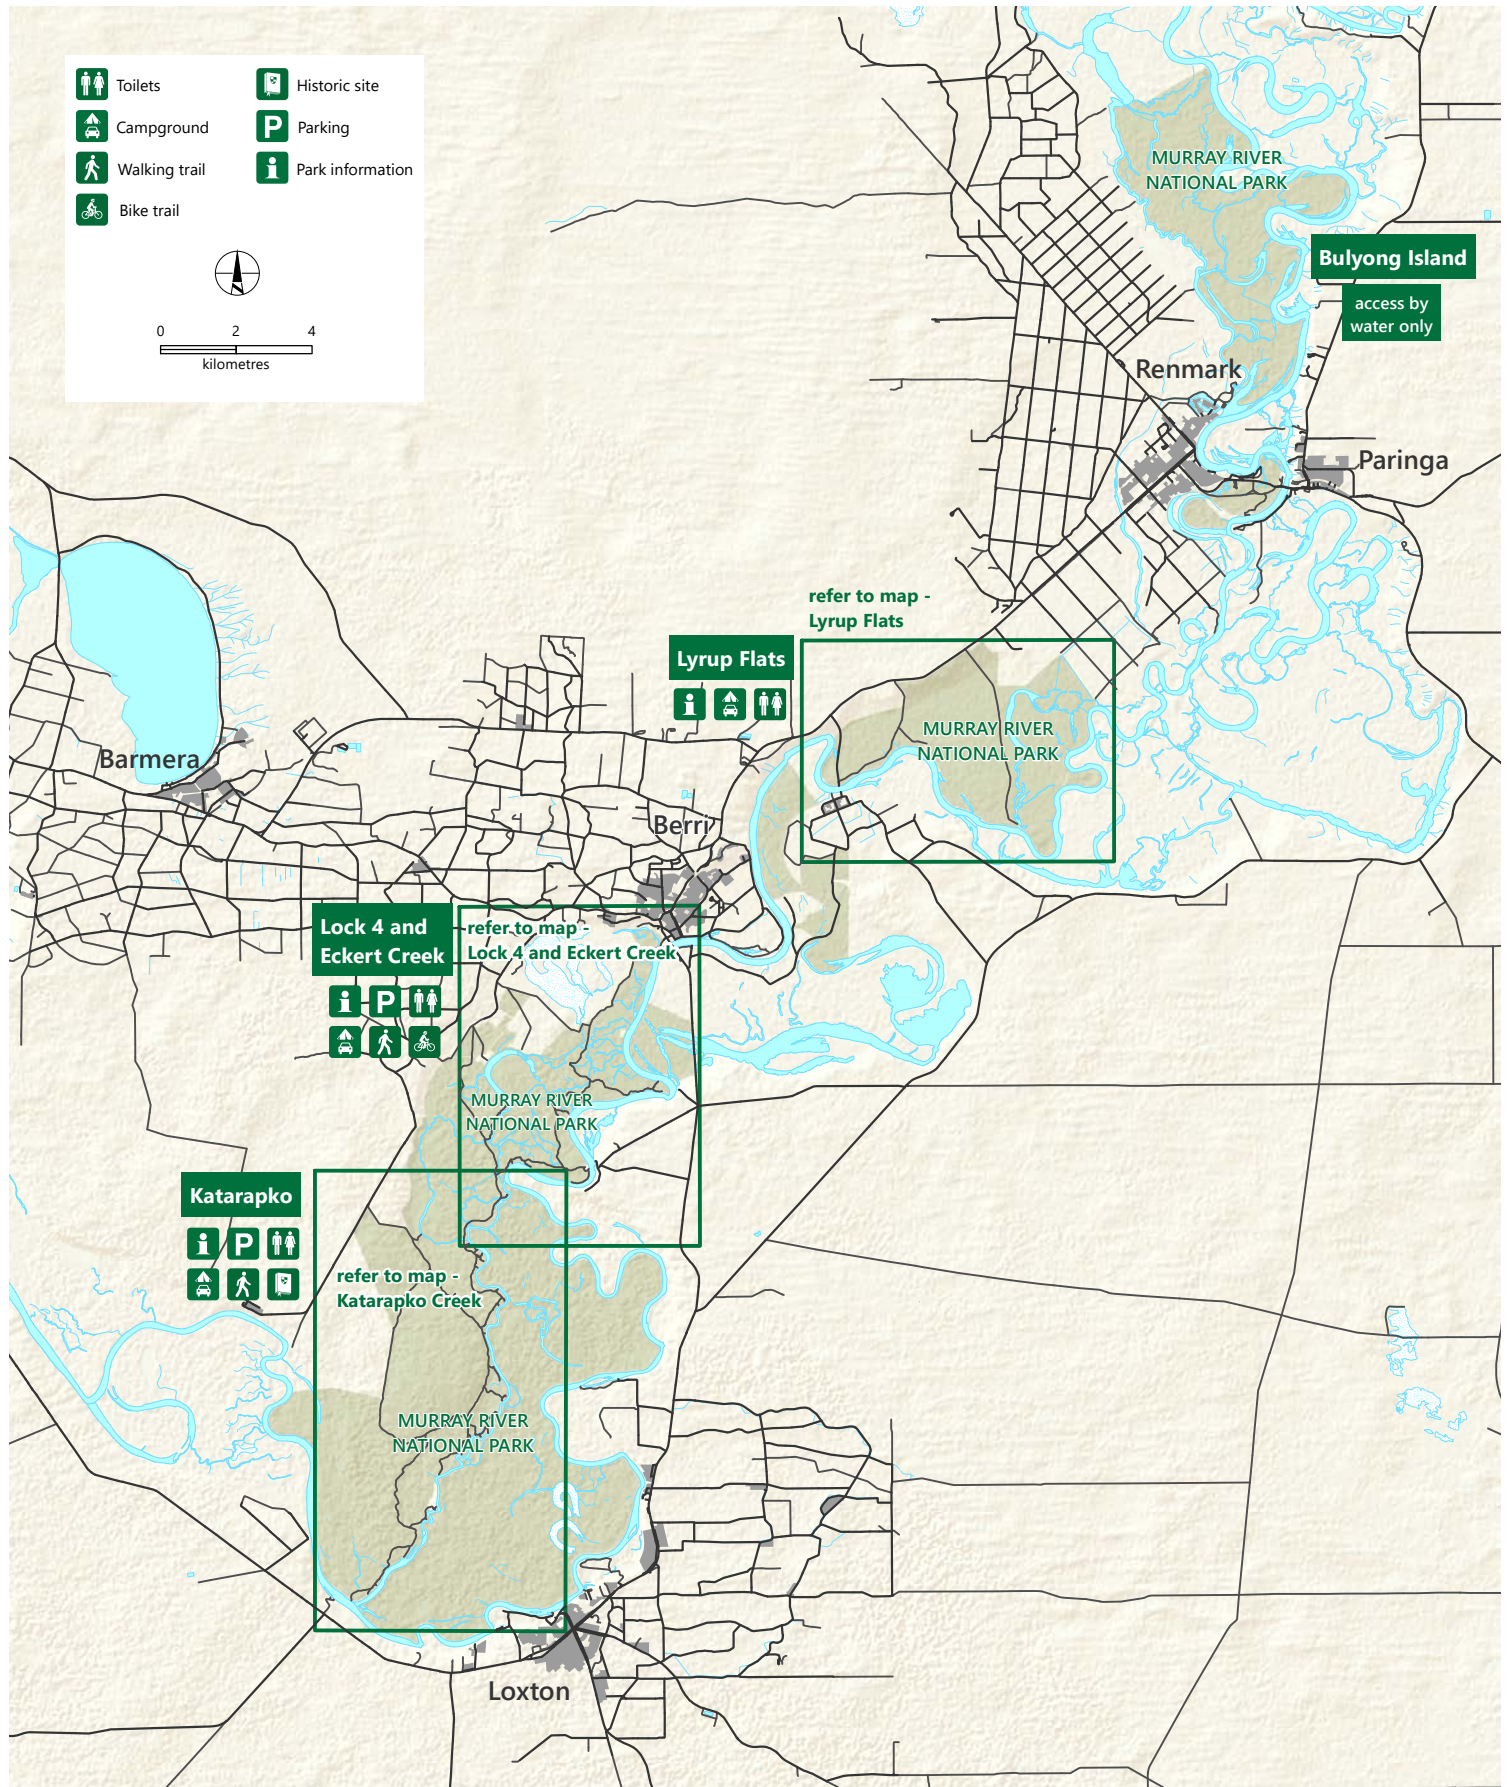 Toilets
Historic site
Campground
P
Parking
Walking trail
i
Park information
Bike trail
0 2 4
kilometres
MURRAY RIVER
NATIONAL PARK
Bulyong Island
access by
water only
Renmark
Paringa
refer to map -
Lyrup Flats
Lyrup Flats
i
MURRAY RIVER
NATIONAL PARK
Barmera
Berri
Lock 4 and
Eckert Creek
refer to map -
Lock 4 and Eckert Creek
i P
MURRAY RIVER
NATIONAL PARK
Katarapko
i P
refer to map -
Katarapko Creek
MURRAY RIVER
NATIONAL PARK
Loxton